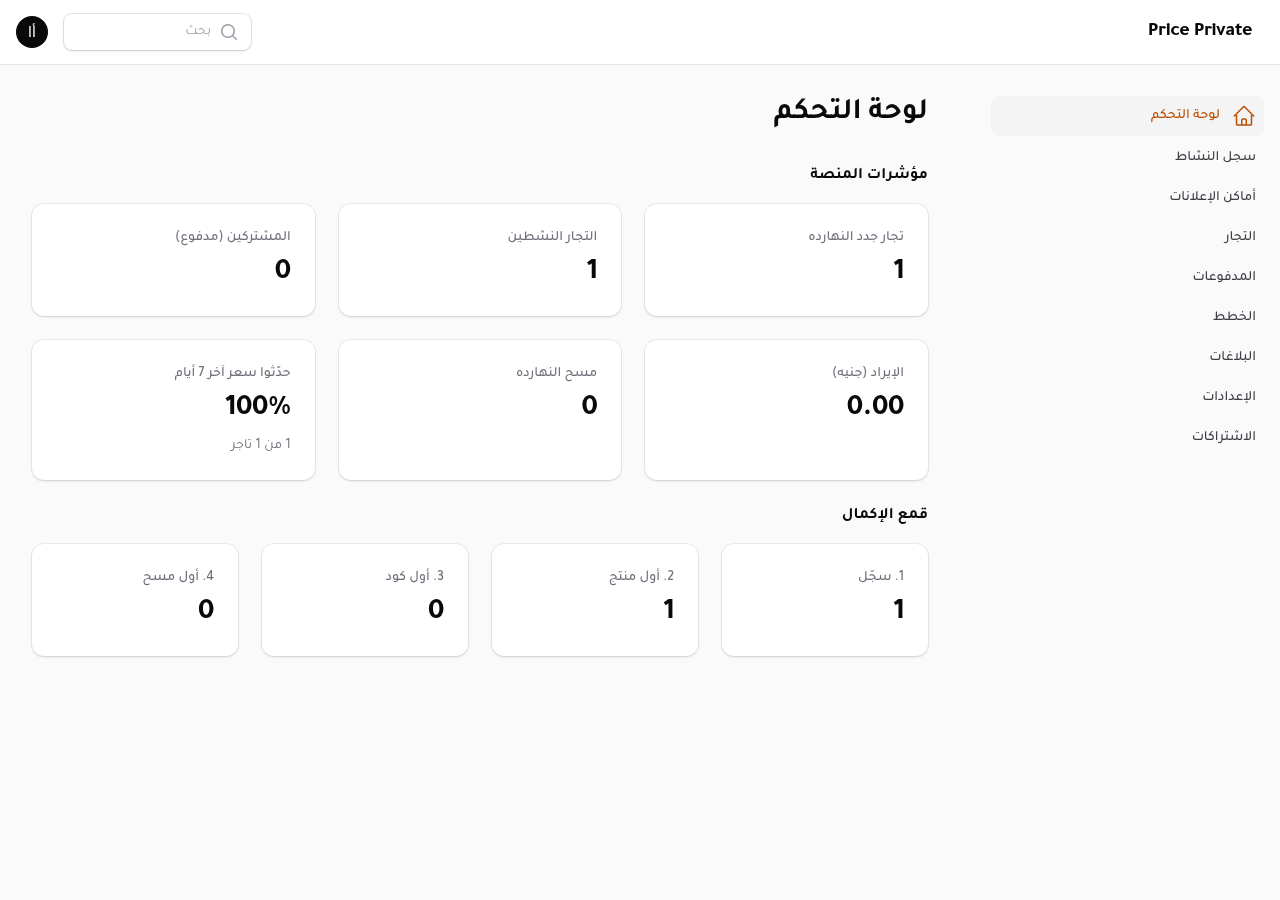 Price Private
بحث
أا
لوحة التحكم
سجل النشاط
أماكن الإعلانات
التجار
المدفوعات
الخطط
البلاغات
الإعدادات
الاشتراكات
لوحة التحكم
مؤشرات المنصة
تجار جدد النهارده
1
التجار النشطين
1
المشتركين (مدفوع)
0
الإيراد (جنيه)
0.00
مسح النهارده
0
حدّثوا سعر آخر 7 أيام
100%
1 من 1 تاجر
قمع الإكمال
1. سجّل
1
2. أول منتج
1
3. أول كود
0
4. أول مسح
0